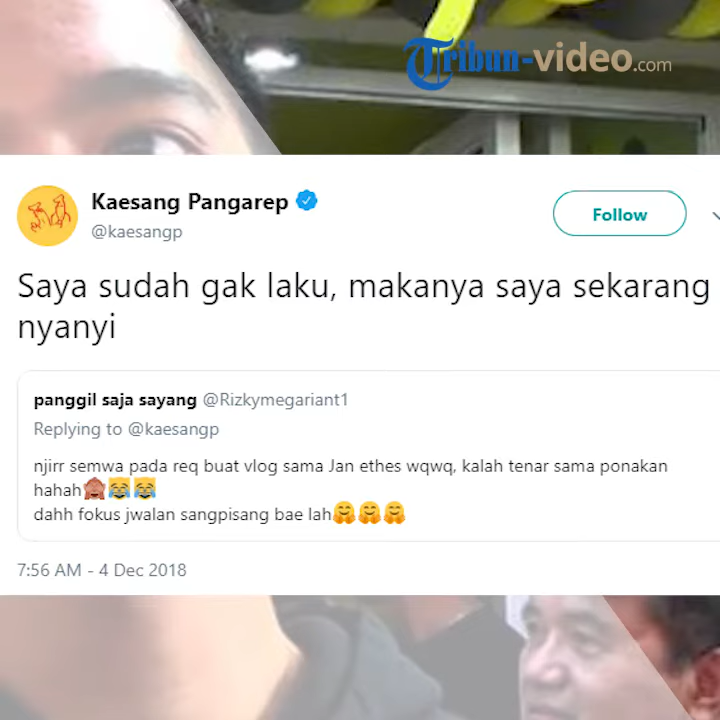 Tribun-video.com
Kaesang Pangarep
@kaesangp
Follow
Saya sudah gak laku, makanya saya sekarang
nyanyi
panggil saja sayang @Rizkymegariant1
Replying to @kaesangp
njirr semwa pada req buat vlog sama Jan ethes wqwq, kalah tenar sama ponakan
hahah🙈😹😹
dahh fokus jwalan sangpisang bae lah🤗🤗🤗
7:56 AM - 4 Dec 2018